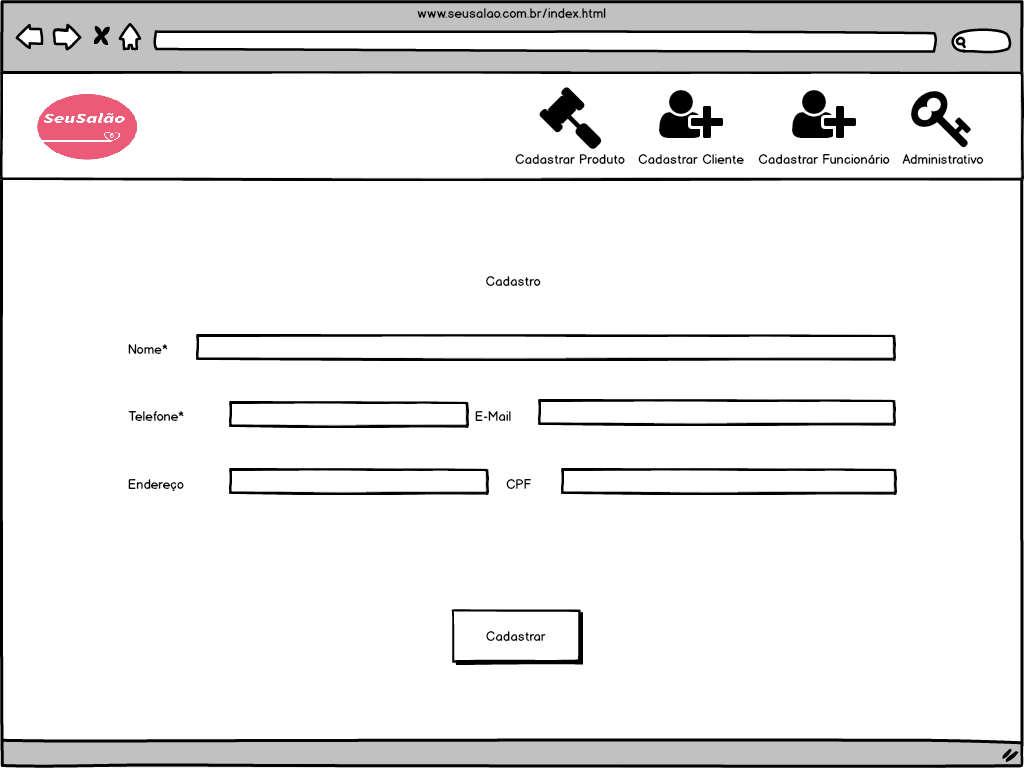 www.seusalao.com.br/index.html
SeuSalão
Cadastrar Produto
Cadastrar Cliente
Cadastrar Funcionário
Administrativo
Cadastro
Nome*
Telefone*
E-Mail
Endereço
CPF
Cadastrar